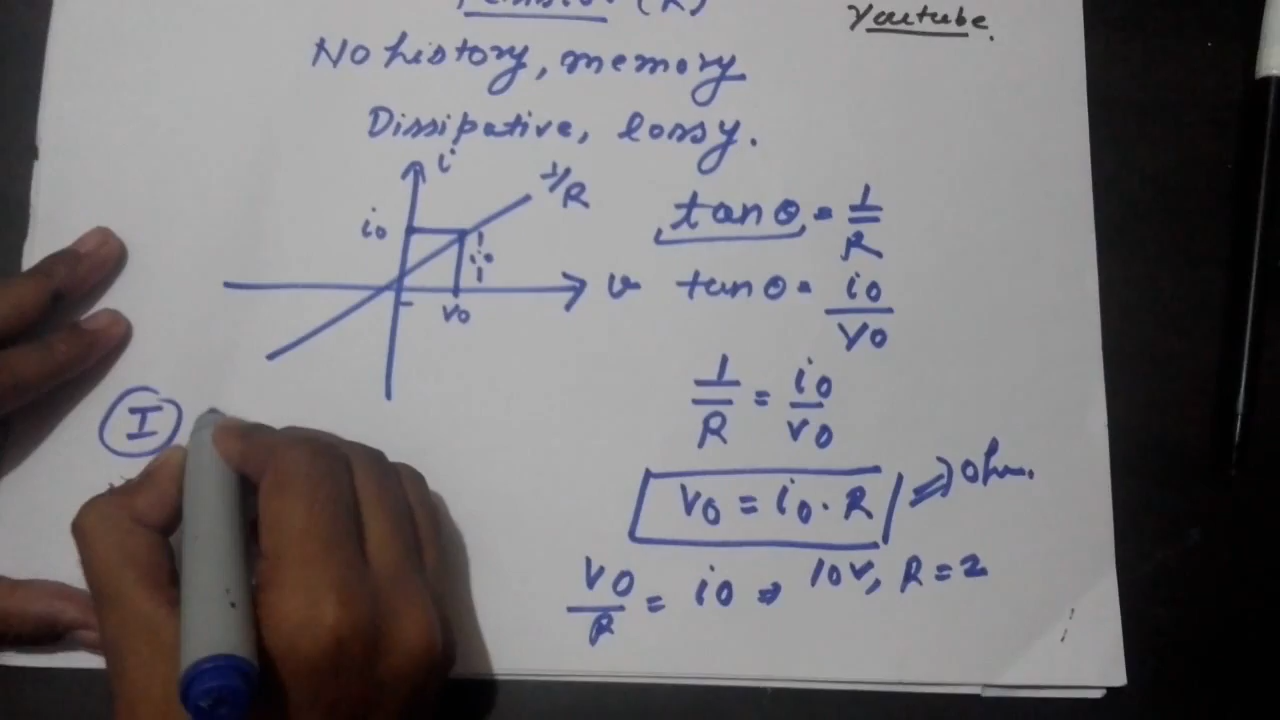 (R)
Youtube.
No history, memory
Dissipative, lossy.
i
1/R
i0
v0
v
tanθ = 1/R
tanθ = i0/V0
1/R = i0/v0
v0 = i0 · R
V0/R = i0 ⇒ 10v, R = 2
I